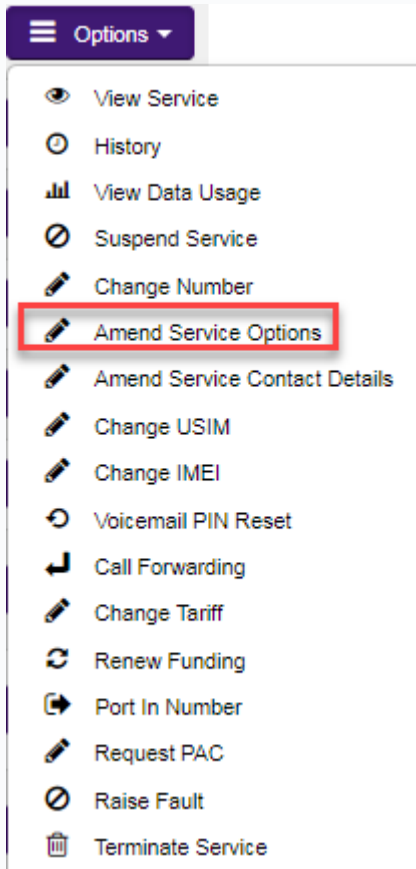 Options
View Service
History
View Data Usage
Suspend Service
Change Number
Amend Service Options
Amend Service Contact Details
Change USIM
Change IMEI
Voicemail PIN Reset
Call Forwarding
Change Tariff
Renew Funding
Port In Number
Request PAC
Raise Fault
Terminate Service